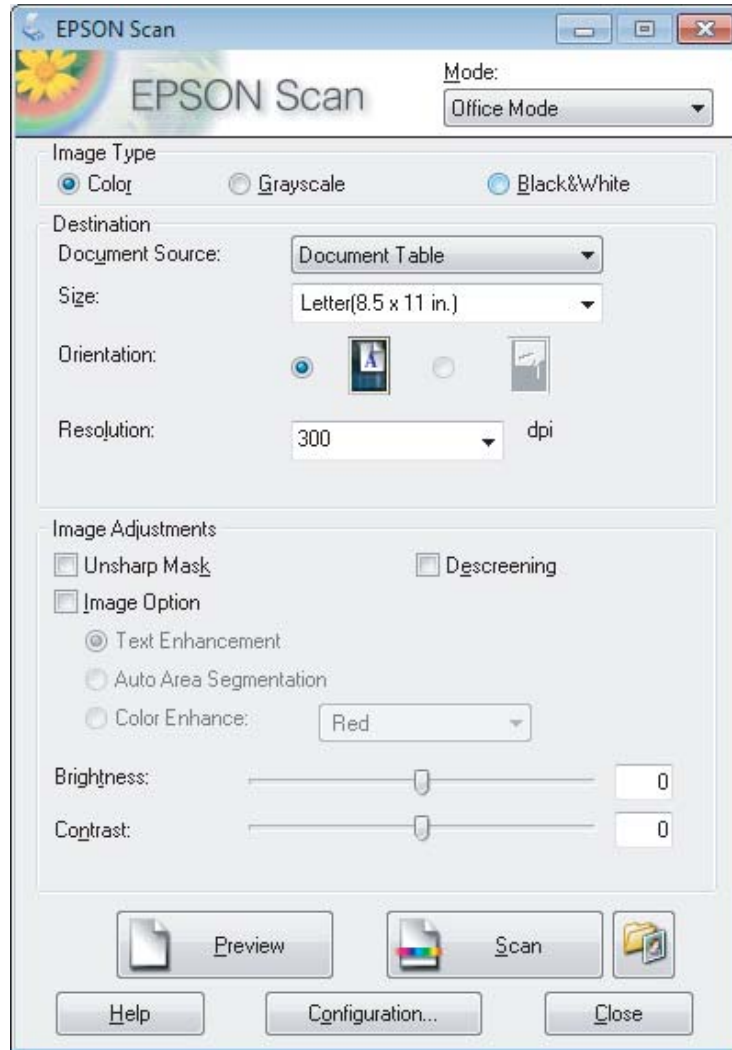 EPSON Scan
EPSON Scan
Mode:
Office Mode
Image Type
Color Grayscale Black&White
Destination
Document Source: Document Table
Size: Letter(8.5 x 11 in.)
Orientation: A
Resolution: 300 dpi
Image Adjustments
Unsharp Mask Descreening
Image Option
Text Enhancement
Auto Area Segmentation
Color Enhance: Red
Brightness: 0
Contrast: 0
Preview Scan
Help Configuration... Close